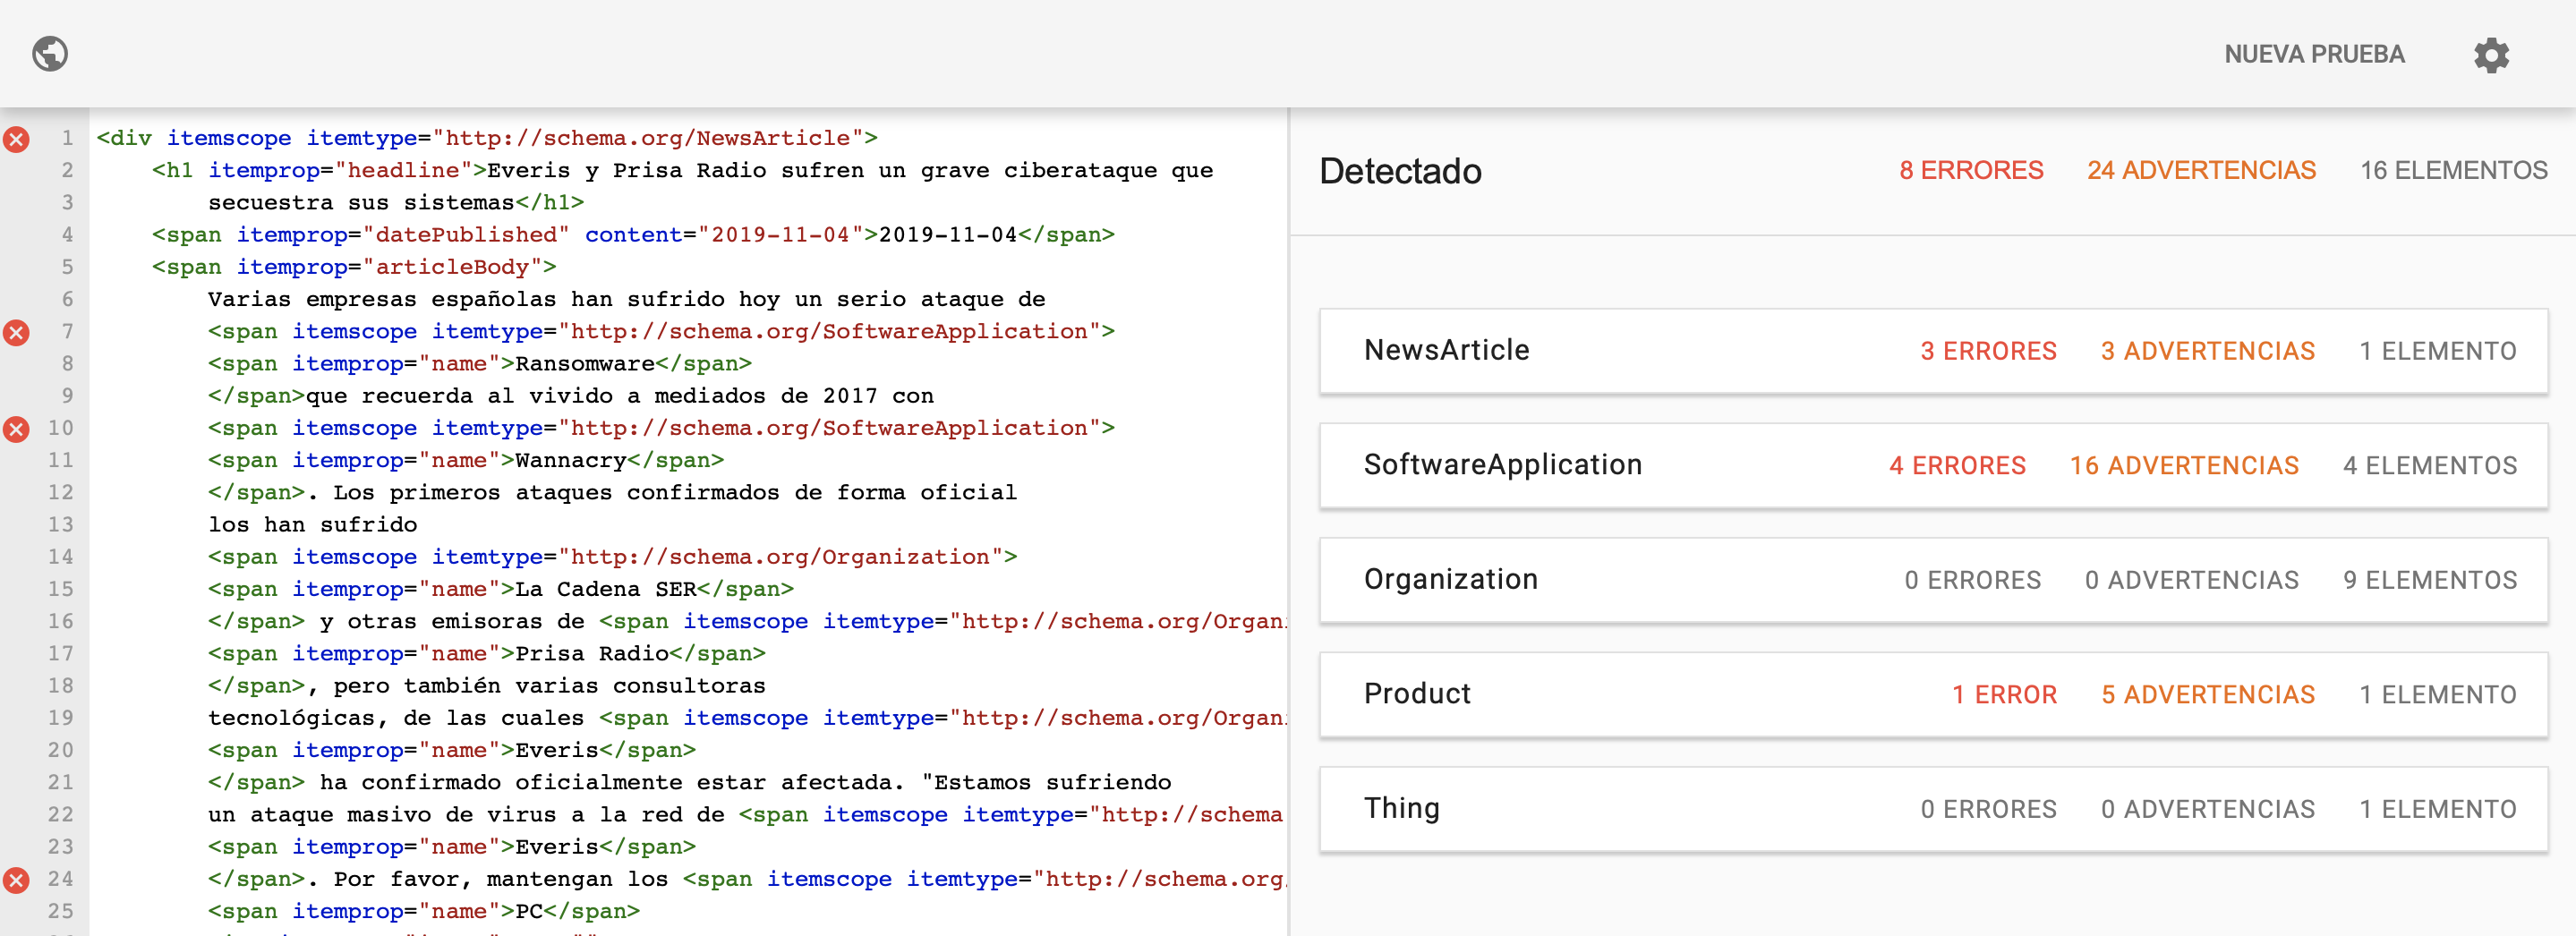 NUEVA PRUEBA
1 <div itemscope itemtype="http://schema.org/NewsArticle">
2 <h1 itemprop="headline">Everis y Prisa Radio sufren un grave ciberataque que
3 secuestra sus sistemas</h1>
4 <span itemprop="datePublished" content="2019-11-04">2019-11-04</span>
5 <span itemprop="articleBody">
6 Varias empresas españolas han sufrido hoy un serio ataque de
7 <span itemscope itemtype="http://schema.org/SoftwareApplication">
8 <span itemprop="name">Ransomware</span>
9 </span>que recuerda al vivido a mediados de 2017 con
10 <span itemscope itemtype="http://schema.org/SoftwareApplication">
11 <span itemprop="name">Wannacry</span>
12 </span>. Los primeros ataques confirmados de forma oficial
13 los han sufrido
14 <span itemscope itemtype="http://schema.org/Organization">
15 <span itemprop="name">La Cadena SER</span>
16 </span> y otras emisoras de <span itemscope itemtype="http://schema.org/Organ
17 <span itemprop="name">Prisa Radio</span>
18 </span>, pero también varias consultoras
19 tecnológicas, de las cuales <span itemscope itemtype="http://schema.org/Organ
20 <span itemprop="name">Everis</span>
21 </span> ha confirmado oficialmente estar afectada. "Estamos sufriendo
22 un ataque masivo de virus a la red de <span itemscope itemtype="http://schema
23 <span itemprop="name">Everis</span>
24 </span>. Por favor, mantengan los <span itemscope itemtype="http://schema.org
25 <span itemprop="name">PC</span>
Detectado 8 ERRORES 24 ADVERTENCIAS 16 ELEMENTOS
NewsArticle 3 ERRORES 3 ADVERTENCIAS 1 ELEMENTO
SoftwareApplication 4 ERRORES 16 ADVERTENCIAS 4 ELEMENTOS
Organization 0 ERRORES 0 ADVERTENCIAS 9 ELEMENTOS
Product 1 ERROR 5 ADVERTENCIAS 1 ELEMENTO
Thing 0 ERRORES 0 ADVERTENCIAS 1 ELEMENTO